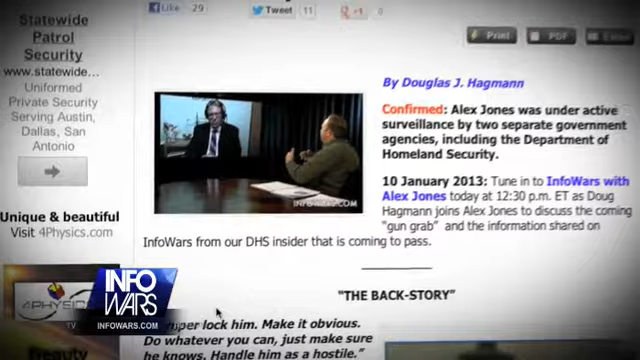 Statewide
Patrol
Security
www.statewide...
Uniformed
Private Security
Serving Austin,
Dallas, San
Antonio
Unique & beautiful
Visit 4Physics.com
4PHYSICS
Beauty
Like 29
Tweet 11
+1 0
Print
PDF
By Douglas J. Hagmann
Confirmed: Alex Jones was under active
surveillance by two separate government
agencies, including the Department of
Homeland Security.
INFOWARS.COM
10 January 2013: Tune in to InfoWars with
Alex Jones today at 12:30 p.m. ET as Doug
Hagmann joins Alex Jones to discuss the coming
"gun grab" and the information shared on
InfoWars from our DHS insider that is coming to pass.
"THE BACK-STORY"
lock him. Make it obvious.
Do whatever you can, just make sure
he knows. Handle him as a hostile."
INFO
WARS
TV INFOWARS.COM